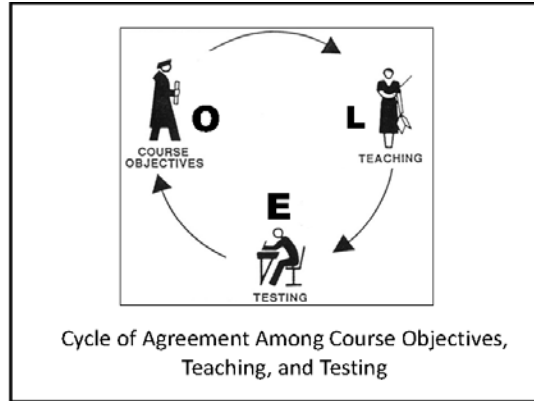 O
L
COURSE
OBJECTIVES
TEACHING
E
TESTING
Cycle of Agreement Among Course Objectives,
Teaching, and Testing